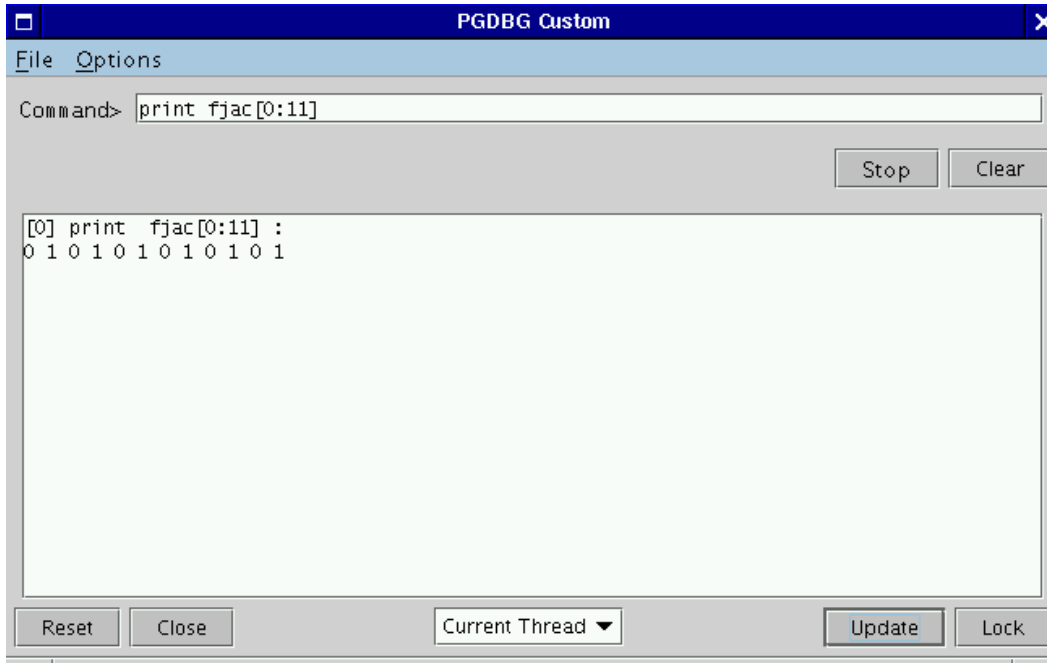 PGDBG Custom
File Options
Command> print fjac[0:11]
Stop Clear
[0] print fjac[0:11] :
0 1 0 1 0 1 0 1 0 1 0 1
Reset Close Current Thread Update Lock